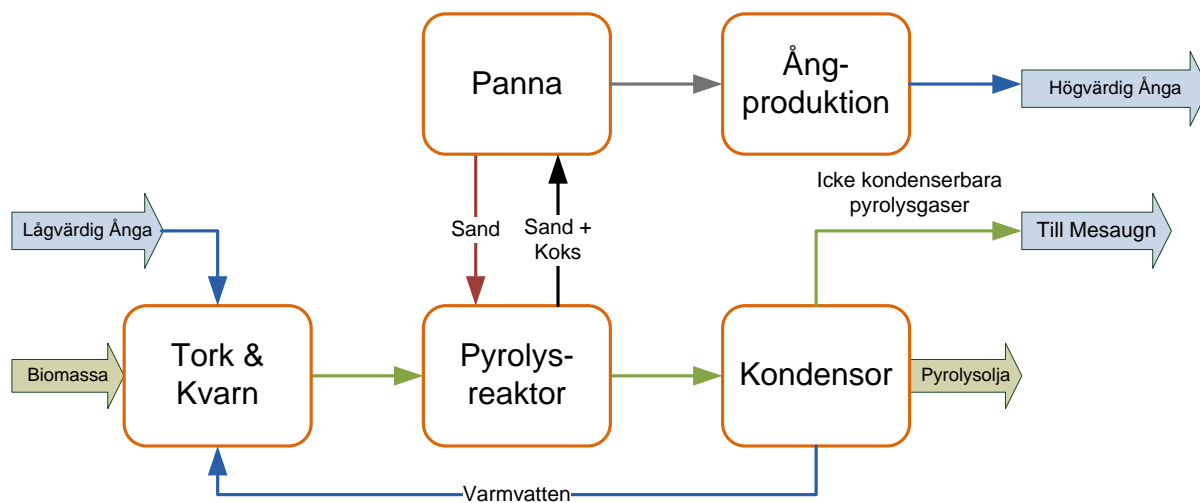 Panna
Ång-
produktion
Högvärdig Ånga
Icke kondenserbara
pyrolysgaser
Lågvärdig Ånga
Sand
Sand +
Koks
Till Mesaugn
Biomassa
Tork &
Kvarn
Pyrolys-
reaktor
Kondensor
Pyrolysolja
Varmvatten